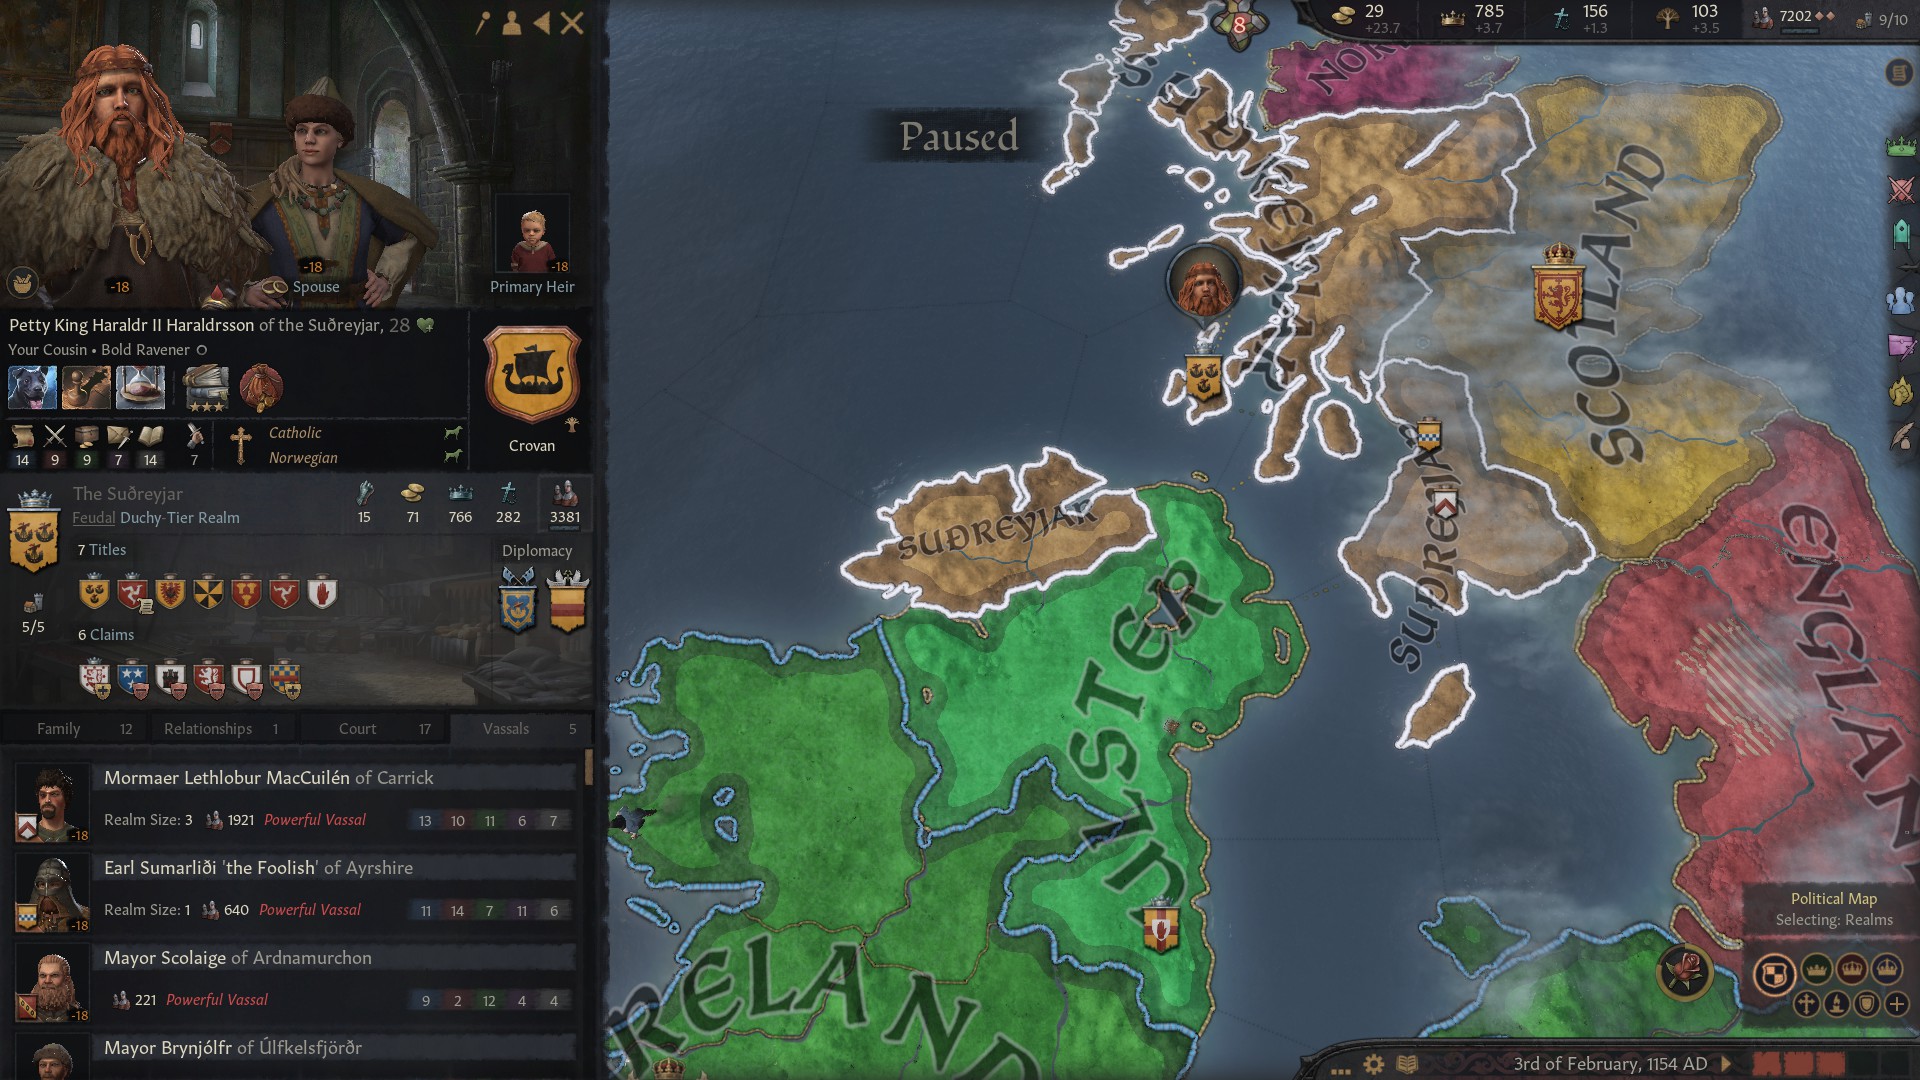 29
+23.7
785
+3.7
156
+1.3
103
+3.5
7202
9/10
8
Paused
-18
-18
Spouse
-18
Primary Heir
Petty King Haraldr II Haraldrsson of the Suðreyjar, 28
Your Cousin • Bold Ravener
14 9 9 7 14 7
Catholic
Norwegian
Crovan
The Suðreyjar
Feudal Duchy-Tier Realm
15 71 766 282 3381
7 Titles
Diplomacy
5/5
6 Claims
Family 12
Relationships 1
Court 17
Vassals 5
Mormaer Lethlobur MacCuilén of Carrick
Realm Size: 3 1921 Powerful Vassal 13 10 11 6 7
-18
Earl Sumarliði 'the Foolish' of Ayrshire
Realm Size: 1 640 Powerful Vassal 11 14 7 11 6
-18
Mayor Scolaige of Ardnamurchon
221 Powerful Vassal 9 2 12 4 4
-18
Mayor Brynjólfr of Úlfkelsfjörðr
SUÐREYJAR
SCOTLAND
SUÐREYJAR
SUÐREYJAR
ENGLAND
ULSTER
IRELAND
Political Map
Selecting: Realms
3rd of February, 1154 AD